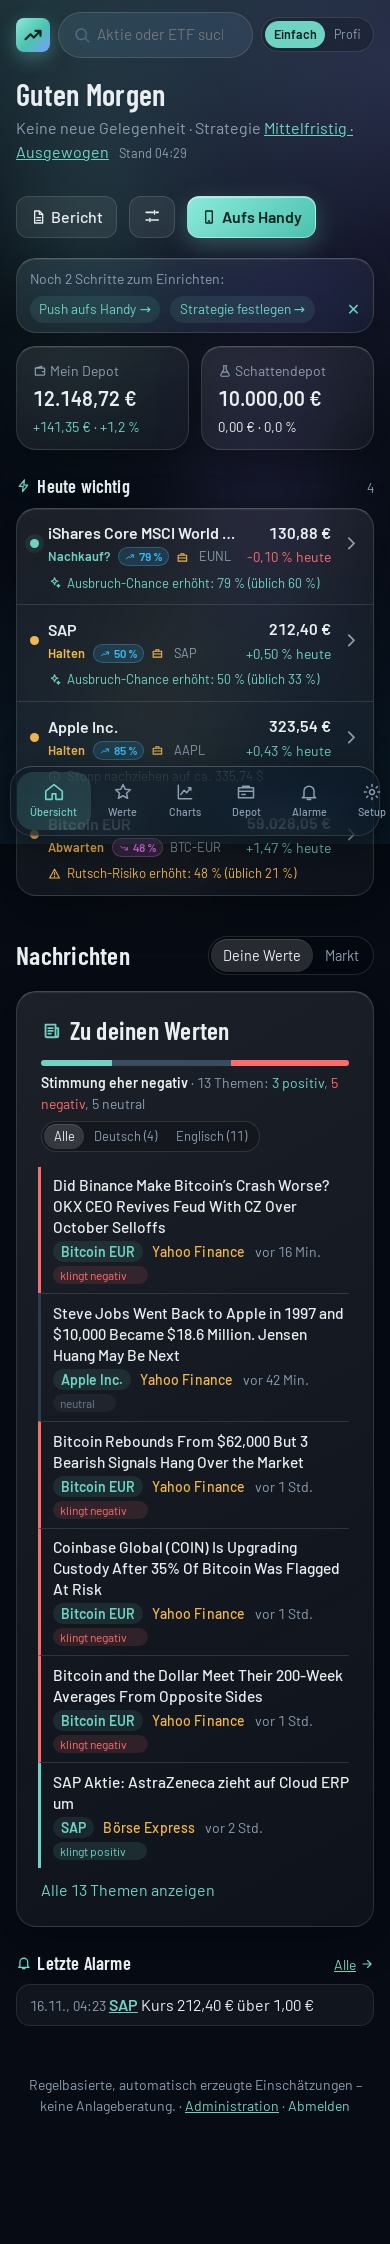 Aktie oder ETF such
Einfach Profi
Guten Morgen
Keine neue Gelegenheit · Strategie Mittelfristig ·
Ausgewogen Stand 04:29
Bericht Aufs Handy
Noch 2 Schritte zum Einrichten:
Push aufs Handy → Strategie festlegen → ✕
Mein Depot
12.148,72 €
+141,35 € · +1,2 %
Schattendepot
10.000,00 €
0,00 € · 0,0 %
Heute wichtig 4
iShares Core MSCI World ... 130,88 €
Nachkauf? 79 % EUNL -0,10 % heute
Ausbruch-Chance erhöht: 79 % (üblich 60 %)
SAP 212,40 €
Halten 50 % SAP +0,50 % heute
Ausbruch-Chance erhöht: 50 % (üblich 33 %)
Apple Inc. 323,54 €
Halten 85 % AAPL +0,43 % heute
Stopp nachziehen auf ca. 335,74 $
Übersicht Werte Charts Depot Alarme Setup
Bitcoin EUR 59.028,05 €
Abwarten 48 % BTC-EUR +1,47 % heute
Rutsch-Risiko erhöht: 48 % (üblich 21 %)
Nachrichten
Deine Werte Markt
Zu deinen Werten
Stimmung eher negativ · 13 Themen: 3 positiv, 5
negativ, 5 neutral
Alle Deutsch (4) Englisch (11)
Did Binance Make Bitcoin’s Crash Worse?
OKX CEO Revives Feud With CZ Over
October Selloffs
Bitcoin EUR Yahoo Finance vor 16 Min.
klingt negativ
Steve Jobs Went Back to Apple in 1997 and
$10,000 Became $18.6 Million. Jensen
Huang May Be Next
Apple Inc. Yahoo Finance vor 42 Min.
neutral
Bitcoin Rebounds From $62,000 But 3
Bearish Signals Hang Over the Market
Bitcoin EUR Yahoo Finance vor 1 Std.
klingt negativ
Coinbase Global (COIN) Is Upgrading
Custody After 35% Of Bitcoin Was Flagged
At Risk
Bitcoin EUR Yahoo Finance vor 1 Std.
klingt negativ
Bitcoin and the Dollar Meet Their 200-Week
Averages From Opposite Sides
Bitcoin EUR Yahoo Finance vor 1 Std.
klingt negativ
SAP Aktie: AstraZeneca zieht auf Cloud ERP
um
SAP Börse Express vor 2 Std.
klingt positiv
Alle 13 Themen anzeigen
Letzte Alarme Alle →
16.11., 04:23 SAP Kurs 212,40 € über 1,00 €
Regelbasierte, automatisch erzeugte Einschätzungen –
keine Anlageberatung. · Administration · Abmelden